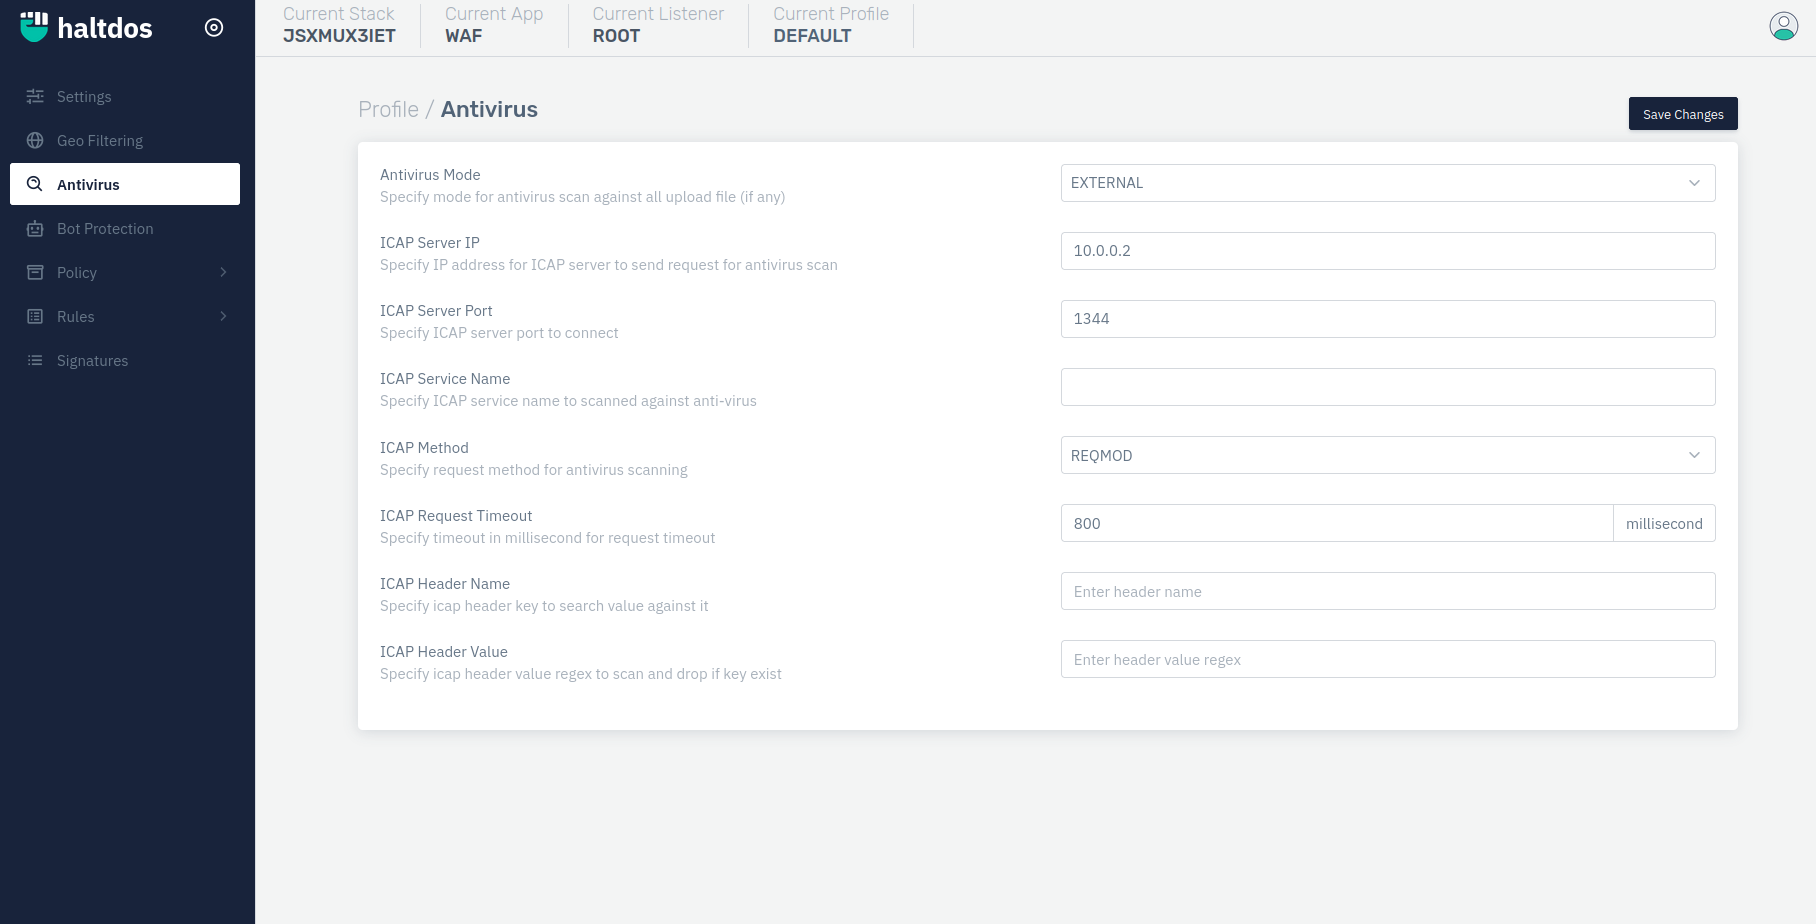 haltdos
Settings
Geo Filtering
Antivirus
Bot Protection
Policy
Rules
Signatures
Current Stack
JSXMUX3IET
Current App
WAF
Current Listener
ROOT
Current Profile
DEFAULT
Profile / Antivirus
Save Changes
Antivirus Mode
Specify mode for antivirus scan against all upload file (if any)
EXTERNAL
ICAP Server IP
Specify IP address for ICAP server to send request for antivirus scan
10.0.0.2
ICAP Server Port
Specify ICAP server port to connect
1344
ICAP Service Name
Specify ICAP service name to scanned against anti-virus
ICAP Method
Specify request method for antivirus scanning
REQMOD
ICAP Request Timeout
Specify timeout in millisecond for request timeout
800 millisecond
ICAP Header Name
Specify icap header key to search value against it
Enter header name
ICAP Header Value
Specify icap header value regex to scan and drop if key exist
Enter header value regex